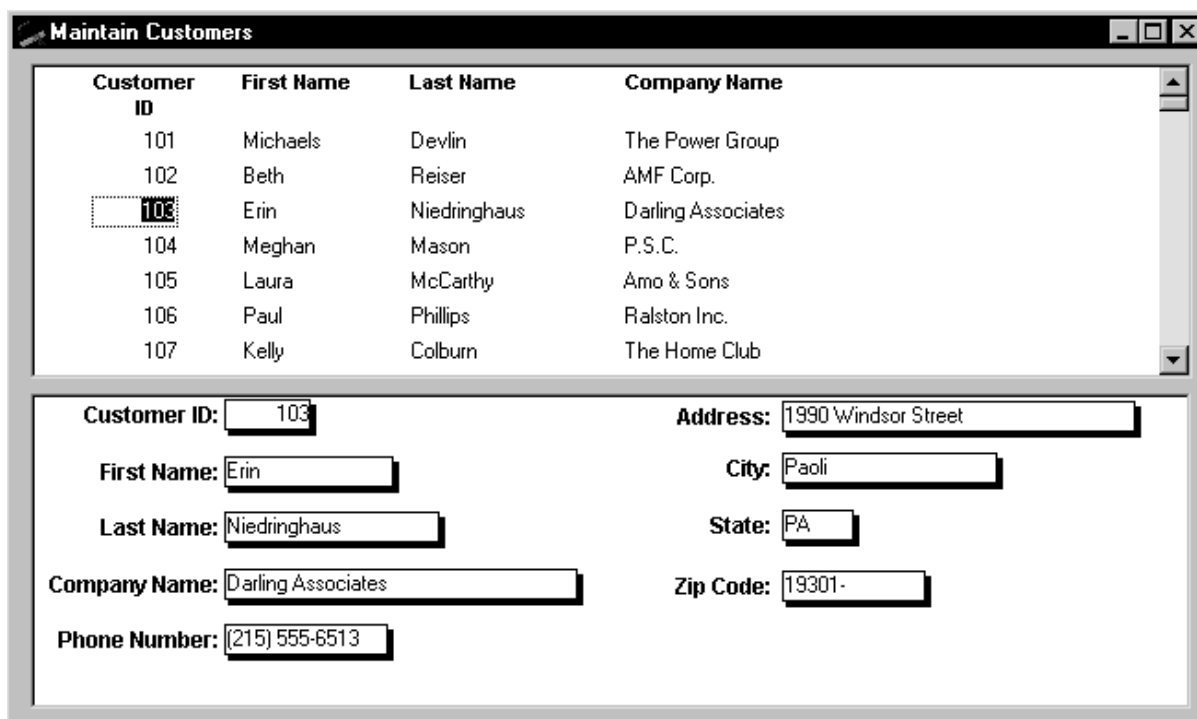 Maintain Customers
Customer ID First Name Last Name Company Name
101 Michaels Devlin The Power Group
102 Beth Reiser AMF Corp.
103 Erin Niedringhaus Darling Associates
104 Meghan Mason P.S.C.
105 Laura McCarthy Amo & Sons
106 Paul Phillips Ralston Inc.
107 Kelly Colburn The Home Club
Customer ID: 103 Address: 1990 Windsor Street
First Name: Erin City: Paoli
Last Name: Niedringhaus State: PA
Company Name: Darling Associates Zip Code: 19301-
Phone Number: (215) 555-6513